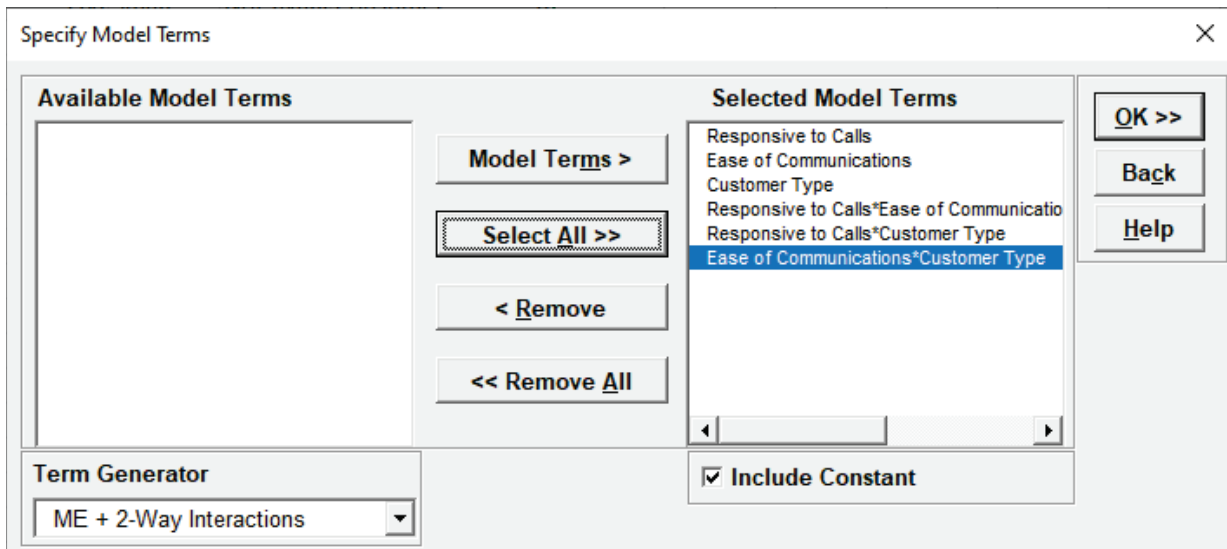 Specify Model Terms
Available Model Terms
Model Terms >
Select All >>
< Remove
<< Remove All
Selected Model Terms
Responsive to Calls
Ease of Communications
Customer Type
Responsive to Calls*Ease of Communicatio
Responsive to Calls*Customer Type
Ease of Communications*Customer Type
OK >>
Back
Help
Term Generator
ME + 2-Way Interactions
Include Constant